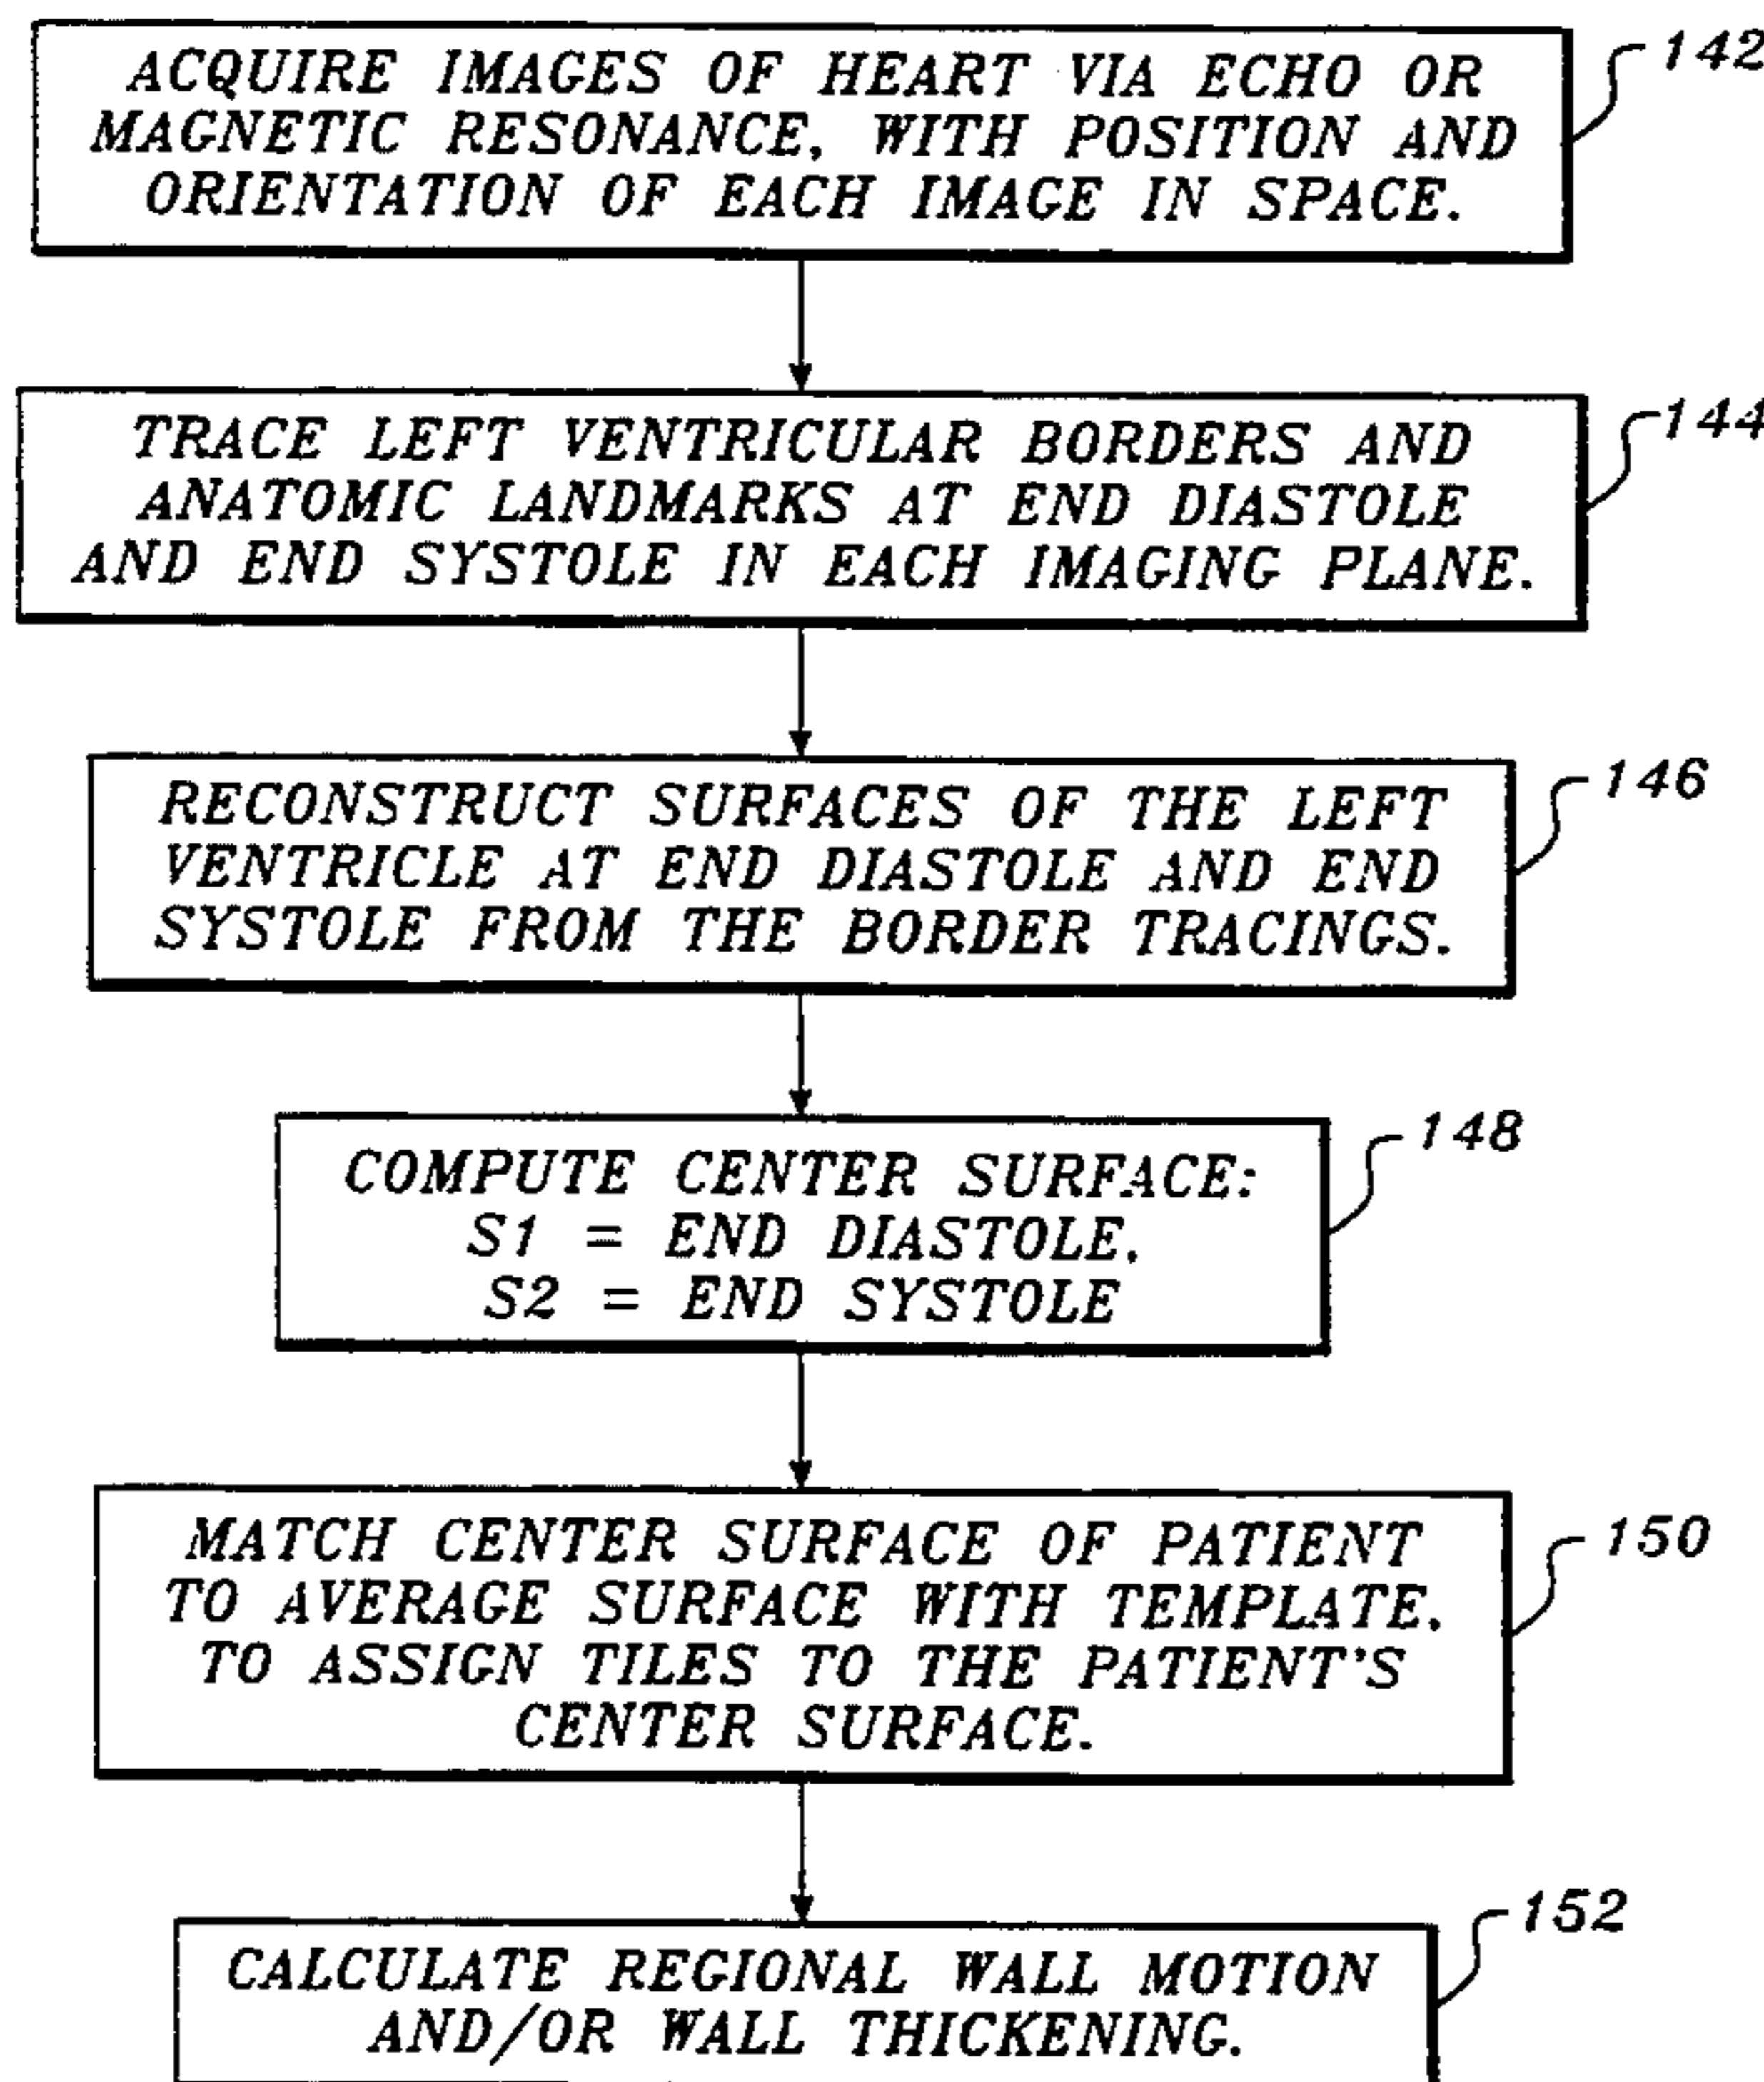 ACQUIRE IMAGES OF HEART VIA ECHO OR
MAGNETIC RESONANCE, WITH POSITION AND
ORIENTATION OF EACH IMAGE IN SPACE.
142
TRACE LEFT VENTRICULAR BORDERS AND
ANATOMIC LANDMARKS AT END DIASTOLE
AND END SYSTOLE IN EACH IMAGING PLANE.
144
RECONSTRUCT SURFACES OF THE LEFT
VENTRICLE AT END DIASTOLE AND END
SYSTOLE FROM THE BORDER TRACINGS.
146
COMPUTE CENTER SURFACE:
S1 = END DIASTOLE,
S2 = END SYSTOLE
148
MATCH CENTER SURFACE OF PATIENT
TO AVERAGE SURFACE WITH TEMPLATE,
TO ASSIGN TILES TO THE PATIENT'S
CENTER SURFACE.
150
CALCULATE REGIONAL WALL MOTION
AND/OR WALL THICKENING.
152